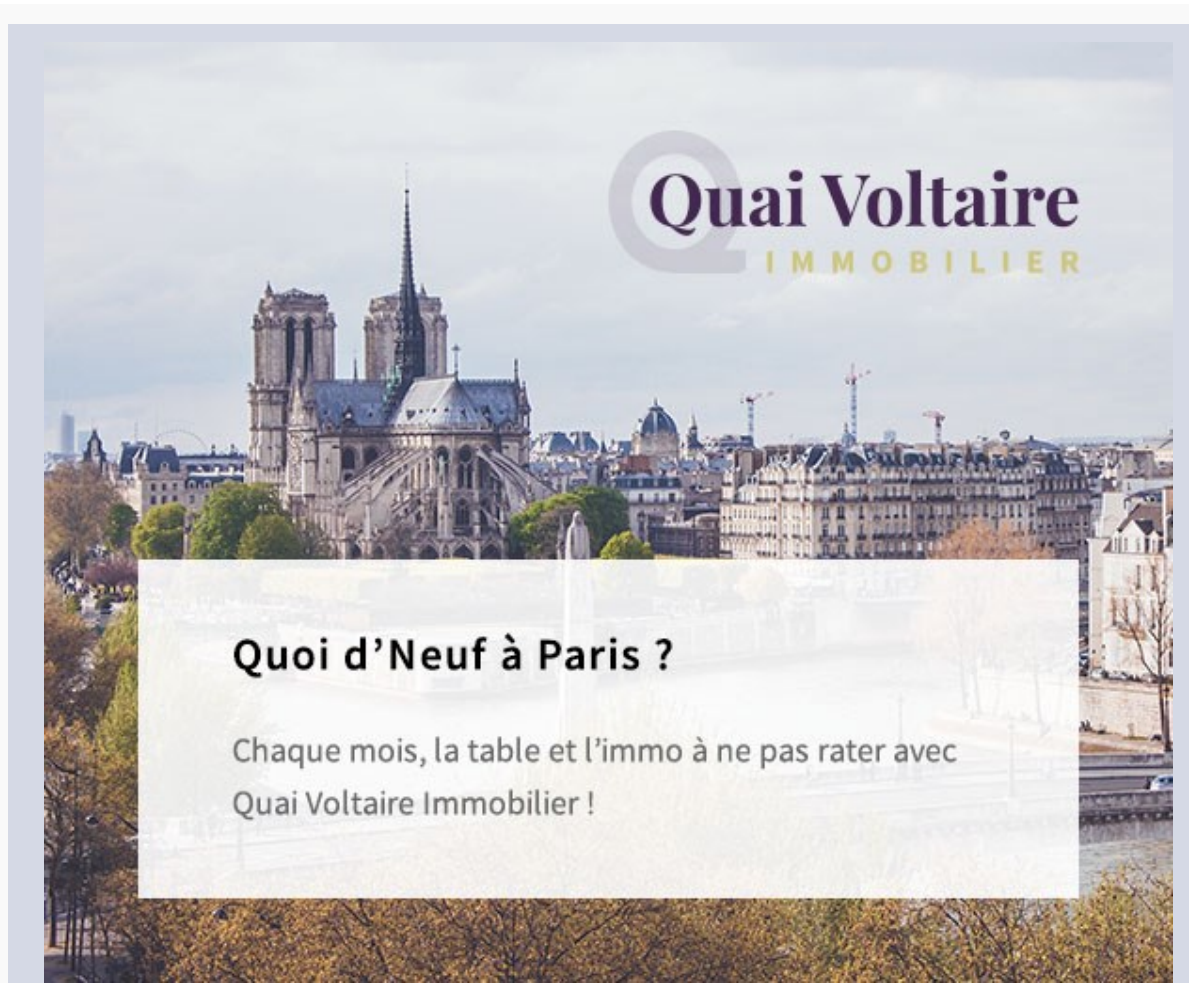 Quai Voltaire
IMMOBILIER
Quoi d’Neuf à Paris ?
Chaque mois, la table et l’immo à ne pas rater avec
Quai Voltaire Immobilier !